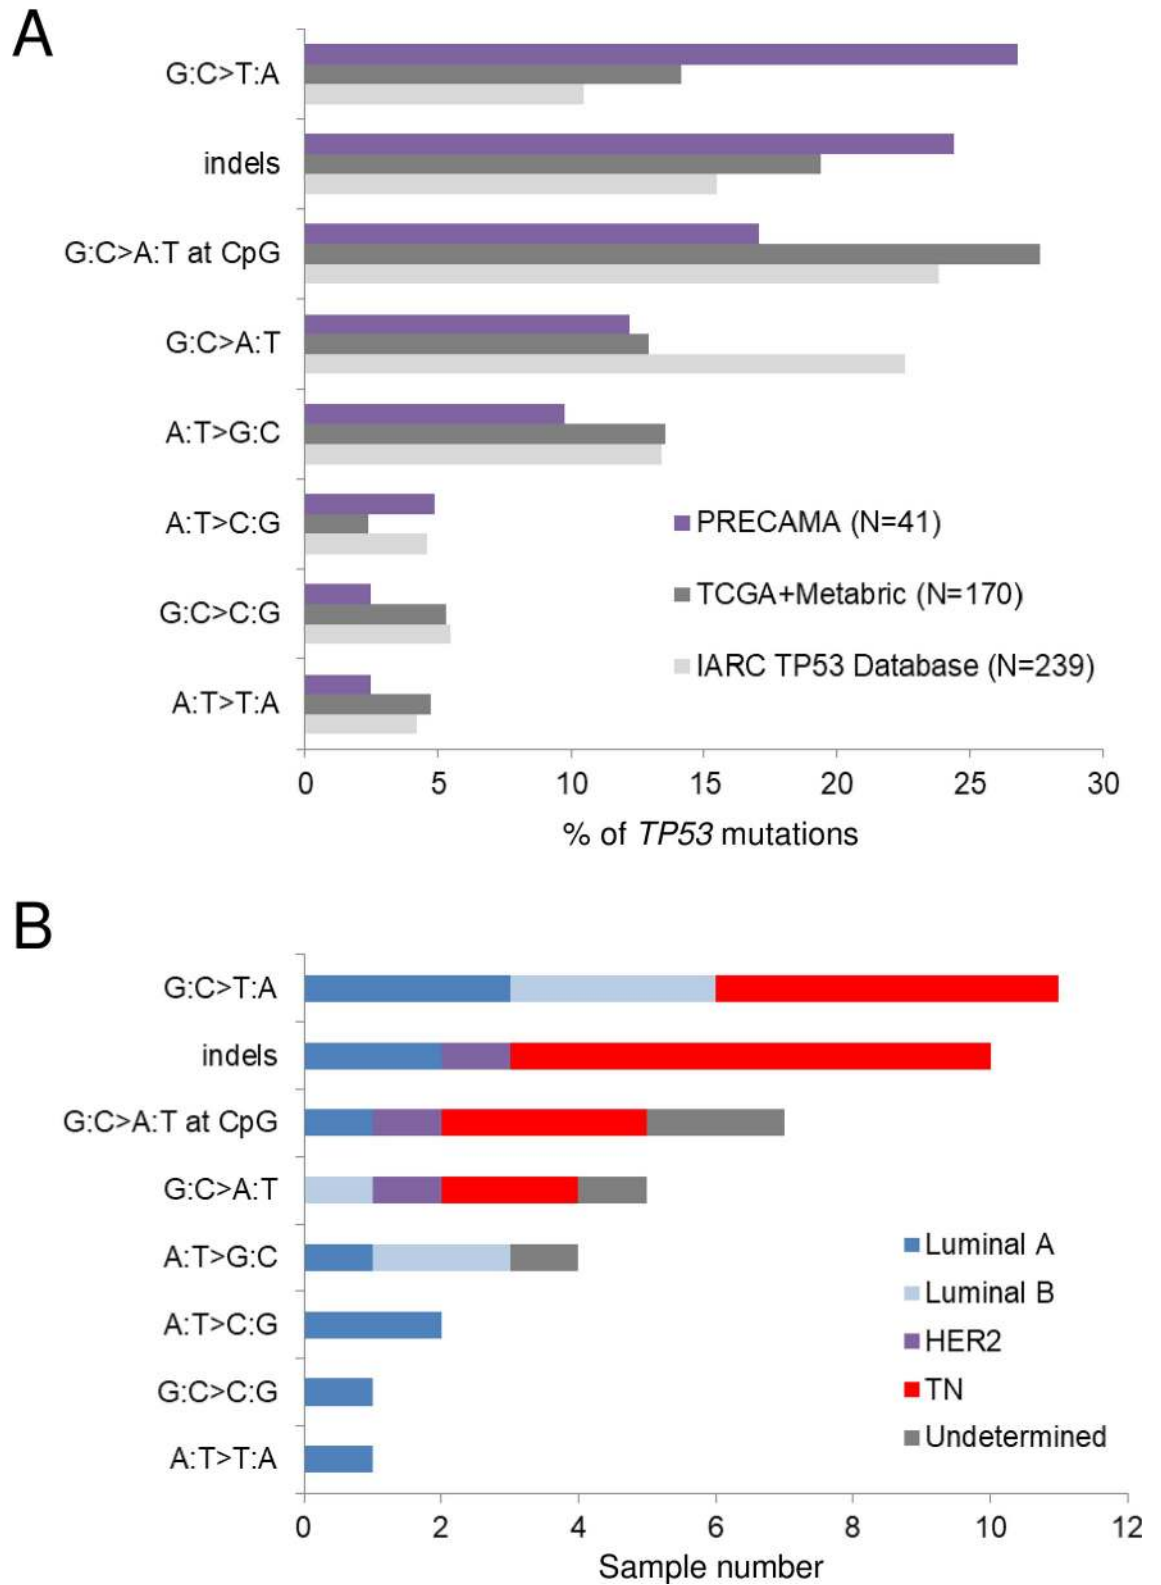 A
G:C>T:A
indels
G:C>A:T at CpG
G:C>A:T
A:T>G:C
A:T>C:G
G:C>C:G
A:T>T:A
PRECAMA (N=41)
TCGA+Metabric (N=170)
IARC TP53 Database (N=239)
0 5 10 15 20 25 30
% of TP53 mutations
B
G:C>T:A
indels
G:C>A:T at CpG
G:C>A:T
A:T>G:C
A:T>C:G
G:C>C:G
A:T>T:A
Luminal A
Luminal B
HER2
TN
Undetermined
0 2 4 6 8 10 12
Sample number